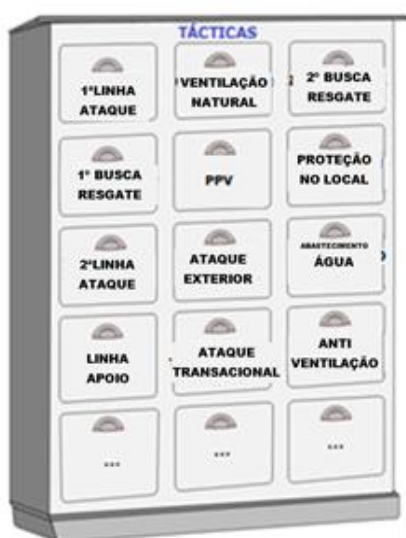 TÁCTICAS
1ªLINHA
ATAQUE
VENTILAÇÃO
NATURAL
2º BUSCA
RESGATE
1º BUSCA
RESGATE
PPV
PROTEÇÃO
NO LOCAL
2ªLINHA
ATAQUE
ATAQUE
EXTERIOR
ABASTECIMENTO
ÁGUA
LINHA
APOIO
ATAQUE
TRANSACIONAL
ANTI
VENTILAÇÃO
...
...
...